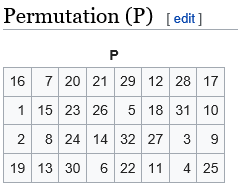 Permutation (P) [ edit ]
P
16 7 20 21 29 12 28 17
1 15 23 26 5 18 31 10
2 8 24 14 32 27 3 9
19 13 30 6 22 11 4 25